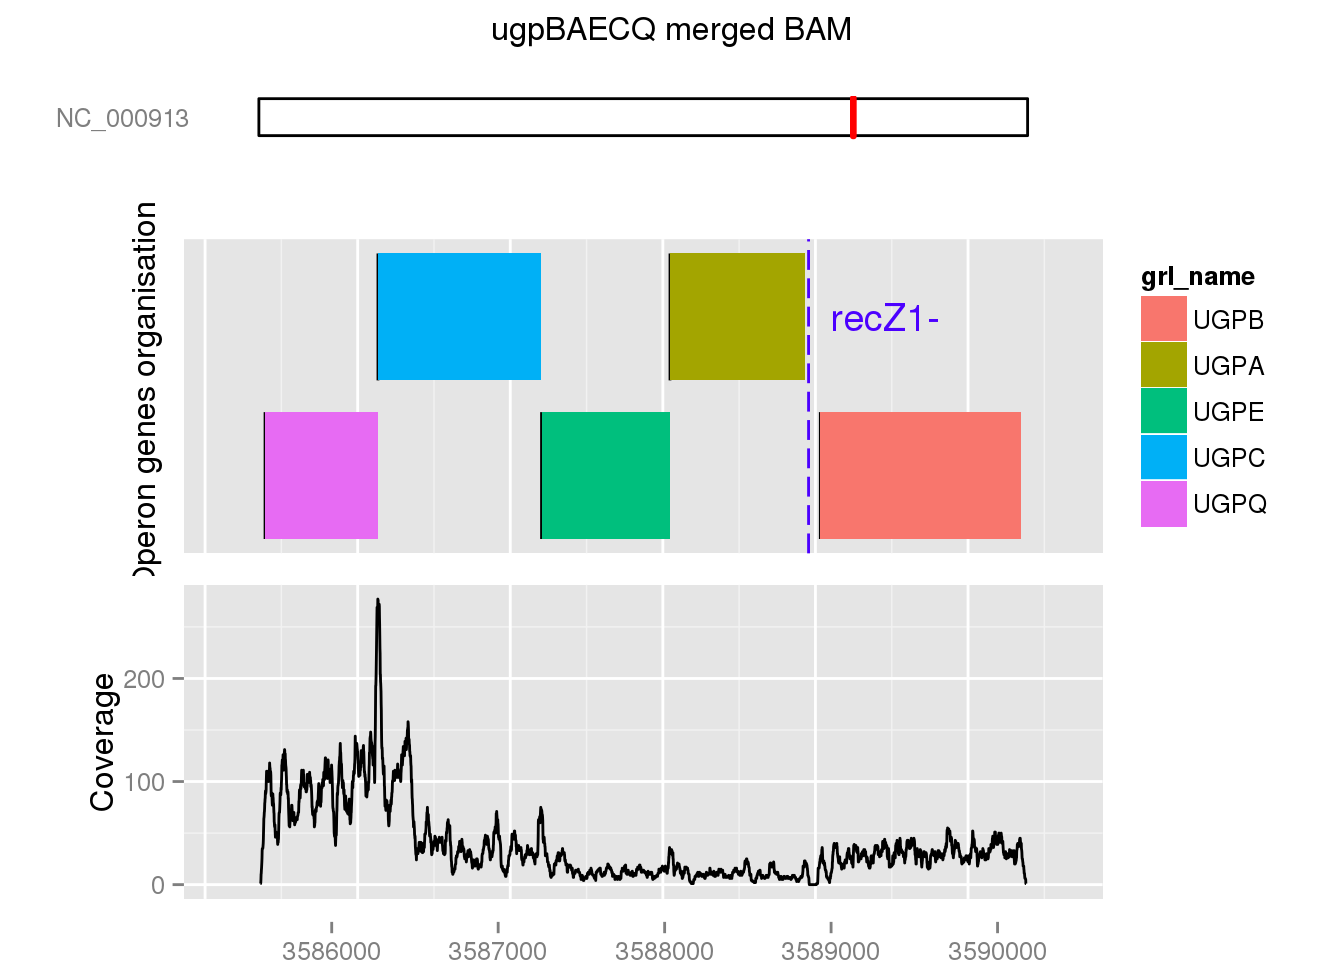 ugpBAECQ merged BAM
NC_000913
Operon genes organisation
recZ1-
grl_name
UGPB
UGPA
UGPE
UGPC
UGPQ
Coverage
200
100
0
3586000 3587000 3588000 3589000 3590000